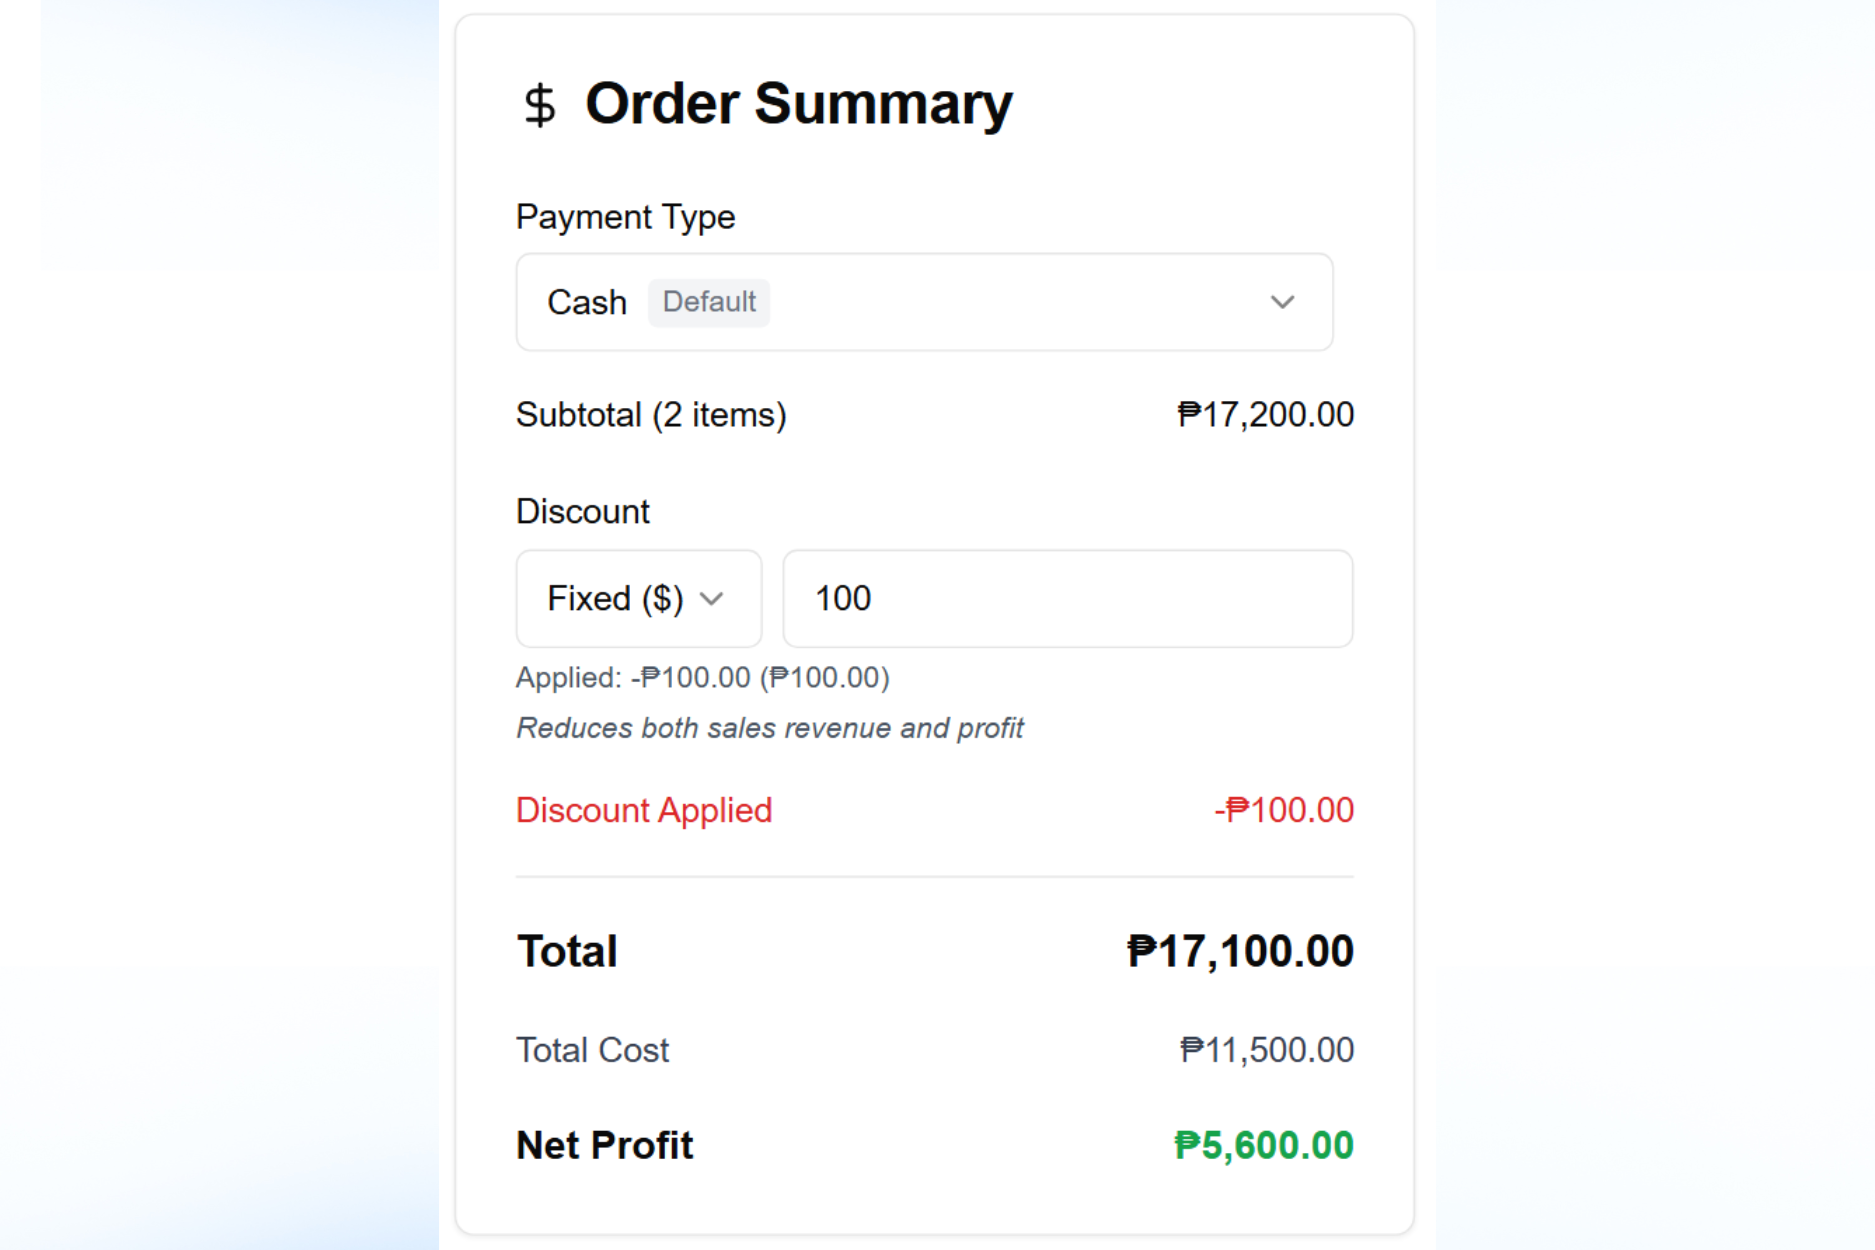 $ Order Summary
Payment Type
Cash Default
Subtotal (2 items) ₱17,200.00
Discount
Fixed ($) 100
Applied: -₱100.00 (₱100.00)
Reduces both sales revenue and profit
Discount Applied -₱100.00
Total ₱17,100.00
Total Cost ₱11,500.00
Net Profit ₱5,600.00